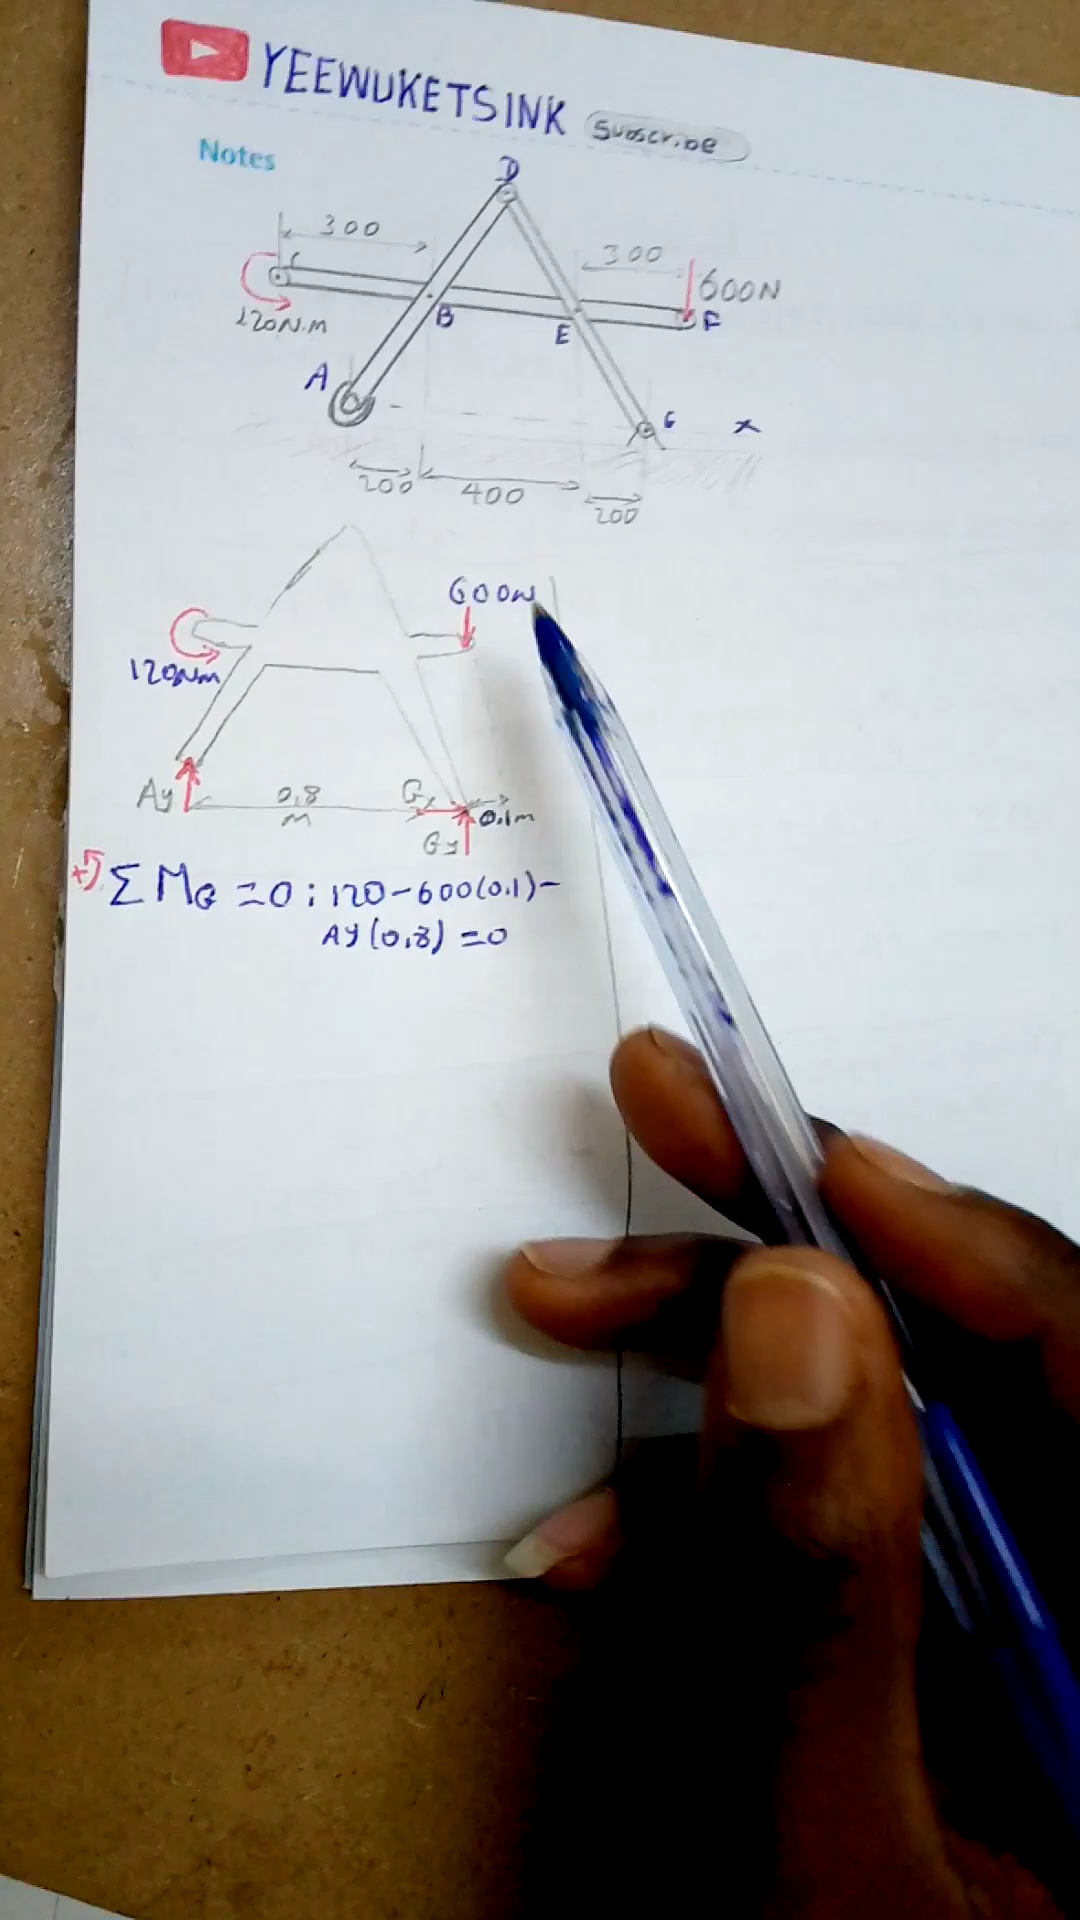 YEEWUKETSINK subscribe
Notes
D
300
300
C
600N
120N.m
B
E
F
A
G
x
200
400
200
600N
120Nm
Ay
0,8
m
Gx
0.1m
Gy
+ ΣMG = 0 : 120-600(0.1)-
AY(0,8) =0